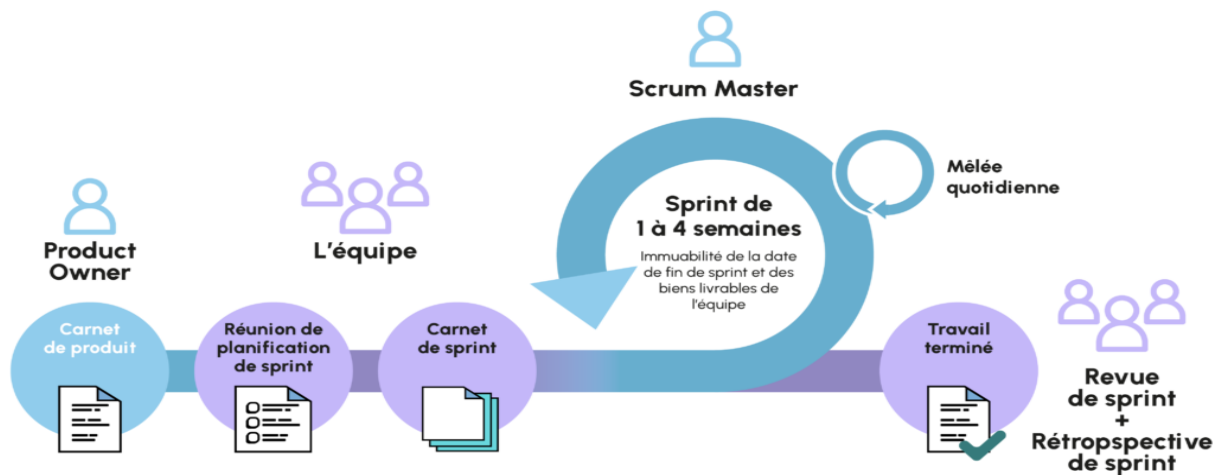 Scrum Master
Mêlée
quotidienne
Sprint de
1 à 4 semaines
Immuabilité de la date
de fin de sprint et des
biens livrables de
l'équipe
Product
Owner
L'équipe
Carnet
de produit
Réunion de
planification
de sprint
Carnet
de sprint
Travail
terminé
Revue
de sprint
+
Rétropspective
de sprint